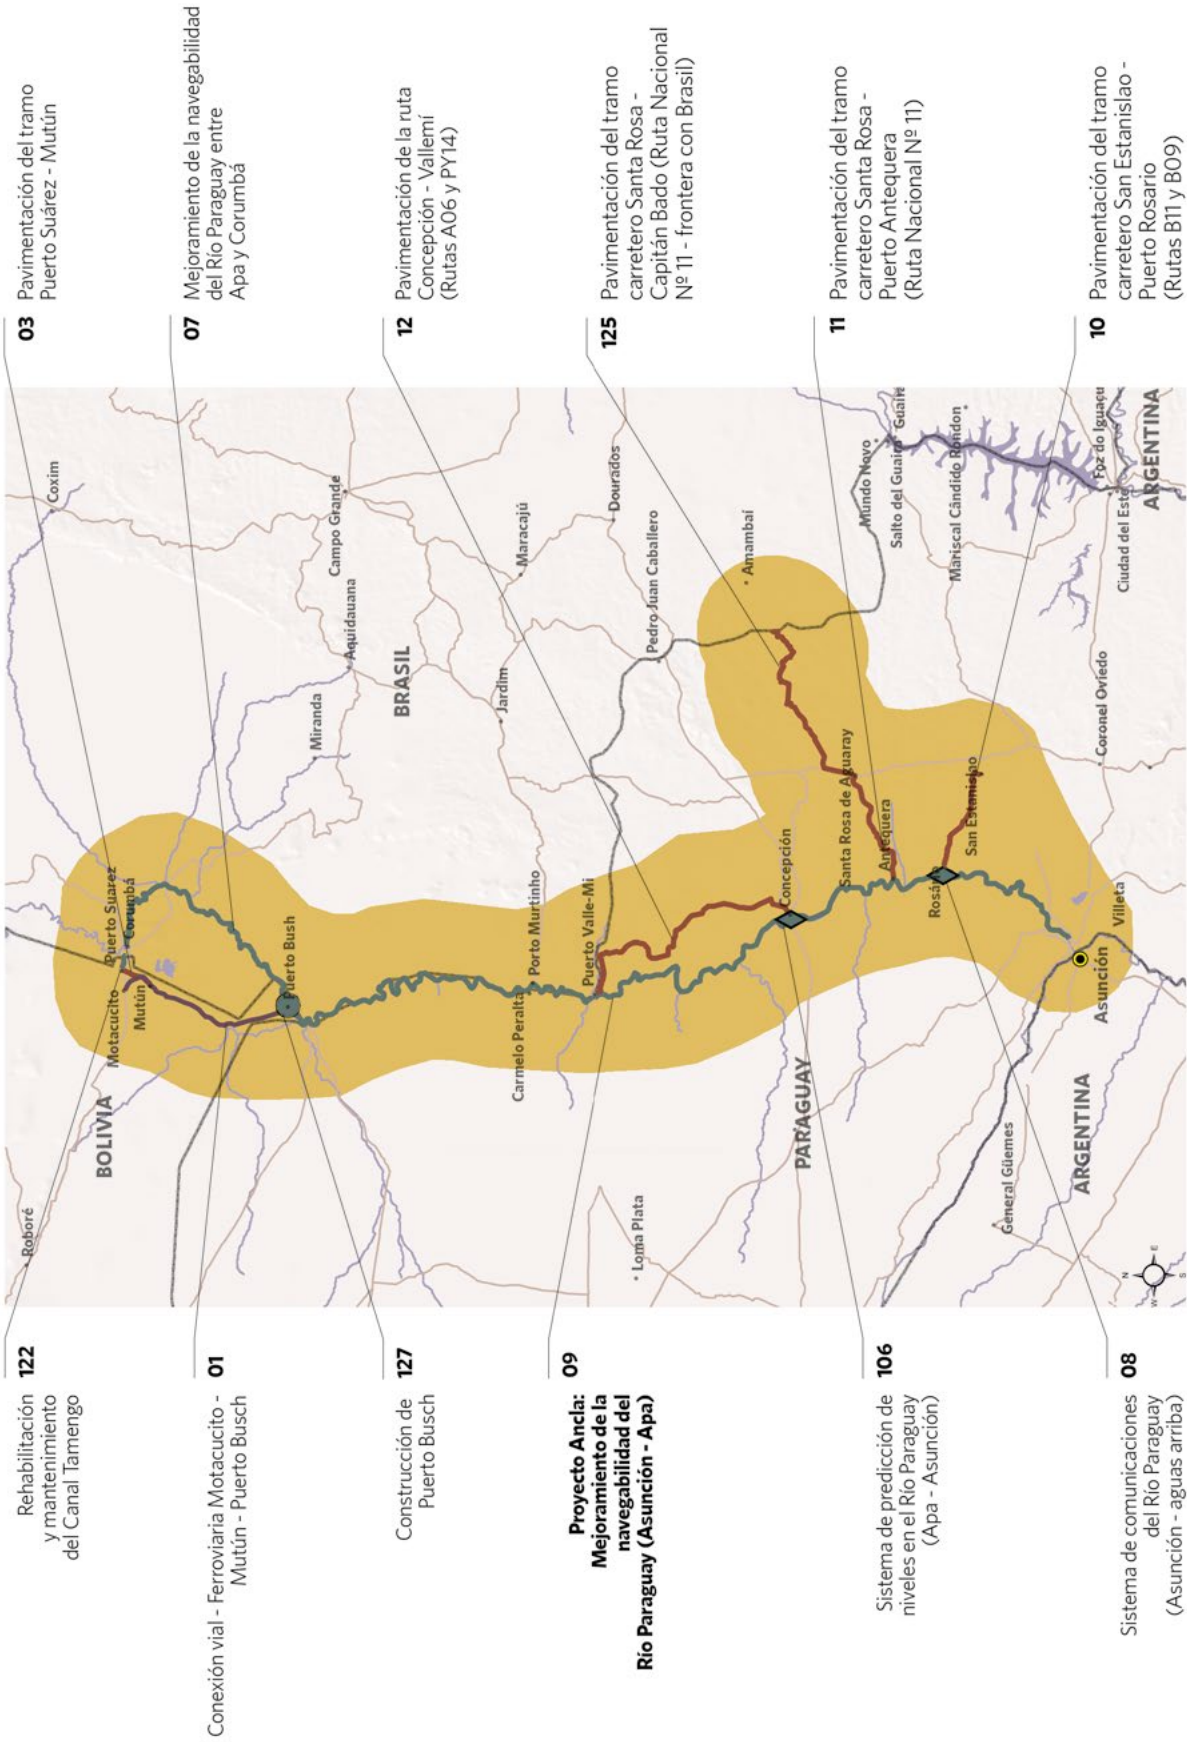 122
Rehabilitación
y mantenimiento
del Canal Tamengo
01
Conexión vial - Ferroviaria Motacucito -
Mutún - Puerto Busch
127
Construcción de
Puerto Busch
09
Proyecto Ancla:
Mejoramiento de la
navegabilidad del
Río Paraguay (Asunción - Apa)
106
Sistema de predicción de
niveles en el Río Paraguay
(Apa - Asunción)
08
Sistema de comunicaciones
del Río Paraguay
(Asunción - aguas arriba)
03
Pavimentación del tramo
Puerto Suárez - Mutún
07
Mejoramiento de la navegabilidad
del Río Paraguay entre
Apa y Corumbá
12
Pavimentación de la ruta
Concepción - Vallemí
(Rutas A06 y PY14)
125
Pavimentación del tramo
carretero Santa Rosa -
Capitán Bado (Ruta Nacional
Nº 11 - frontera con Brasil)
11
Pavimentación del tramo
carretero Santa Rosa -
Puerto Antequera
(Ruta Nacional Nº 11)
10
Pavimentación del tramo
carretero San Estanislao -
Puerto Rosario
(Rutas B11 y B09)
Roboré
BOLIVIA
Motacucito
Mutún
Puerto Suarez
Corumbá
Coxim
Puerto Bush
Miranda
Aquidauana
Campo Grande
BRASIL
Jardim
Maracajú
Dourados
Carmelo Peralta
Porto Murtinho
Puerto Valle-Mi
Pedro Juan Caballero
Loma Plata
Amambaí
PARAGUAY
Concepción
Santa Rosa de Aguaray
Antequera
Mundo Novo
Salto del Guairá
Guaír
Rosár
San Estanislao
Mariscal Cândido Rondon
General Güemes
ARGENTINA
Asunción
Villeta
Coronel Oviedo
Ciudad del Este
Foz do Iguaçu
ARGENTINA
N
W
E
S